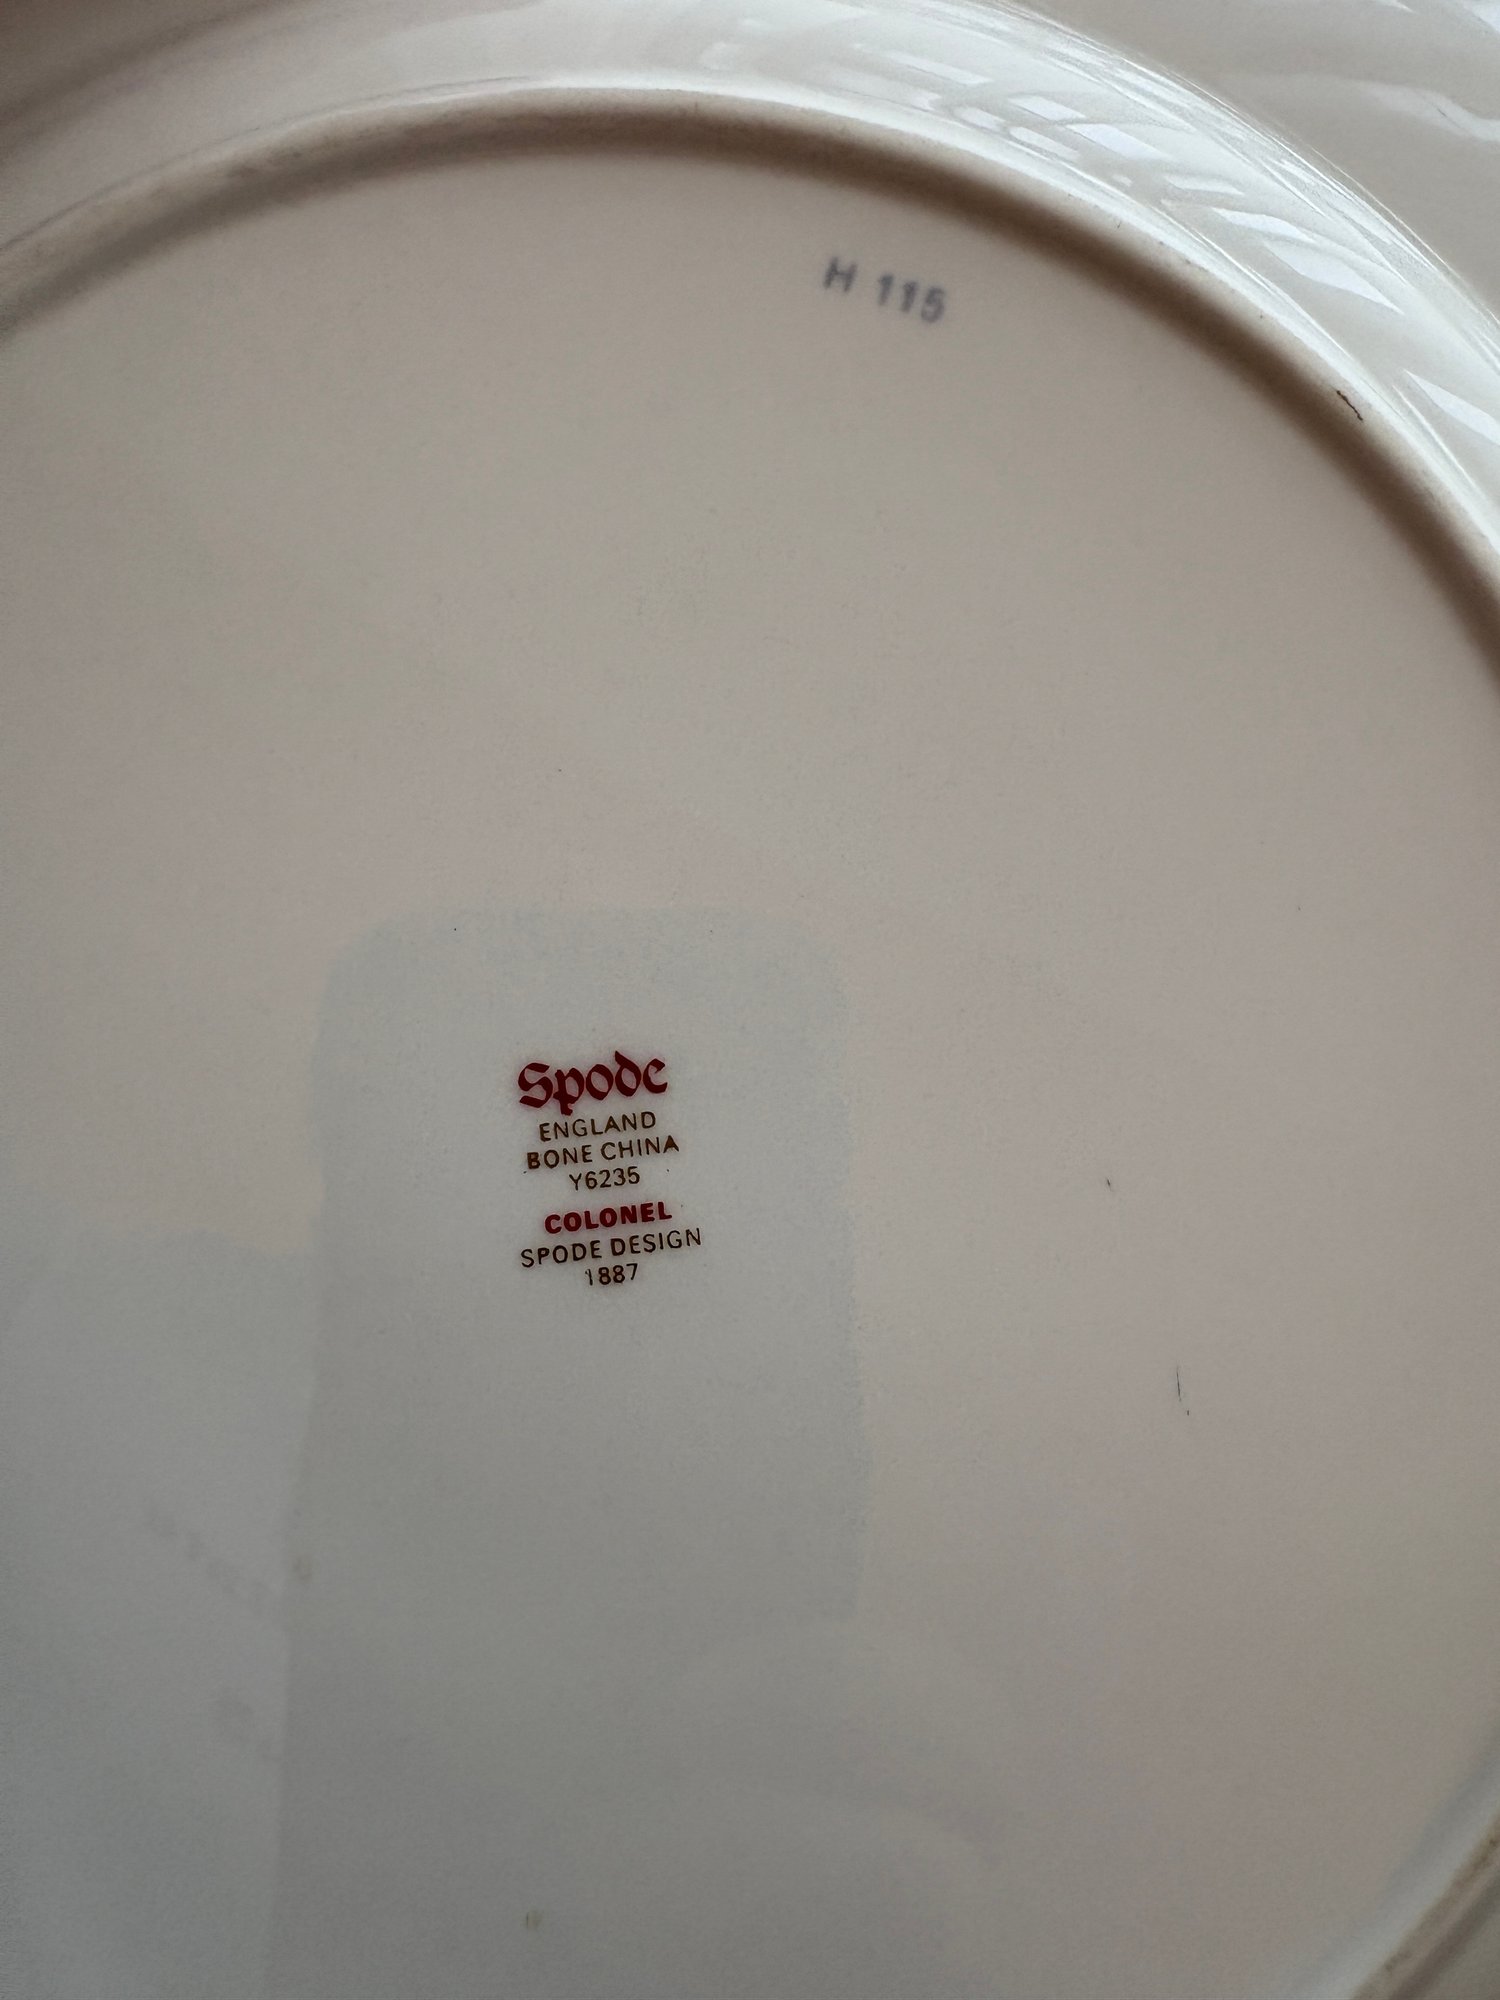 H 115
Spode
ENGLAND
BONE CHINA
Y6235
COLONEL
SPODE DESIGN
1887